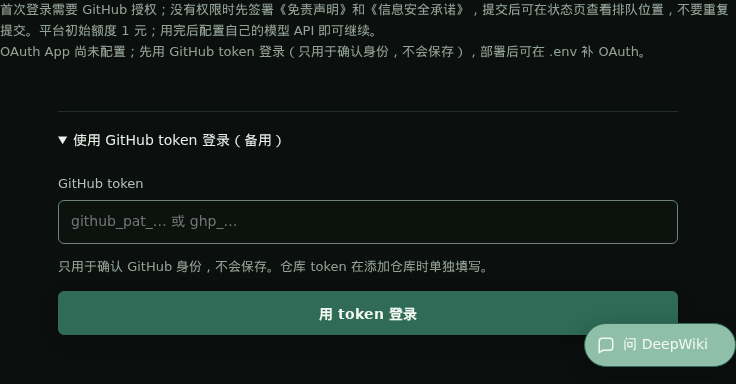 首次登录需要 GitHub 授权；没有权限时先签署《免责声明》和《信息安全承诺》，提交后可在状态页查看排队位置，不要重复
提交。平台初始额度 1 元；用完后配置自己的模型 API 即可继续。
OAuth App 尚未配置；先用 GitHub token 登录（只用于确认身份，不会保存），部署后可在 .env 补 OAuth。
▼ 使用 GitHub token 登录（备用）
GitHub token
github_pat_... 或 ghp_...
只用于确认 GitHub 身份，不会保存。仓库 token 在添加仓库时单独填写。
用 token 登录
问 DeepWiki